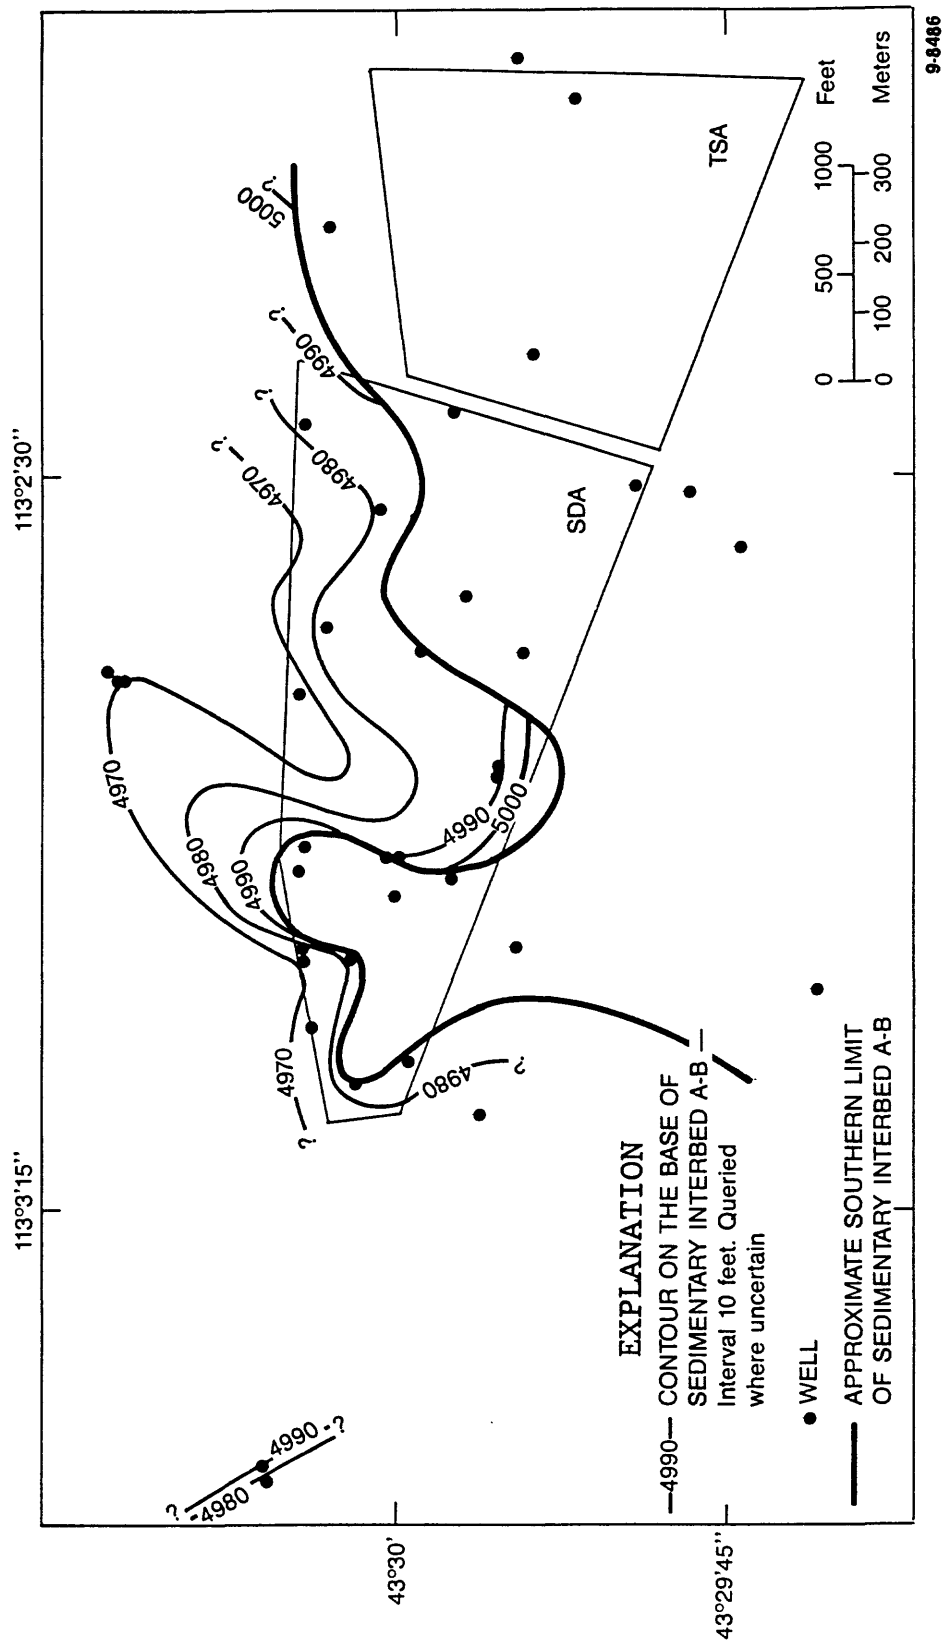 113°3'15"
113°2'30"
43°30'
43°29'45"
?
4980
4990
?
?
4970
4970
4980
4990
4980
?
4990
5000
4970
?
4980
?
4990
?
5000
?
SDA
TSA
EXPLANATION
4990
CONTOUR ON THE BASE OF
SEDIMENTARY INTERBED A-B —
Interval 10 feet. Queried
where uncertain
WELL
APPROXIMATE SOUTHERN LIMIT
OF SEDIMENTARY INTERBED A-B
0 500 1000 Feet
0 100 200 300 Meters
9-8486